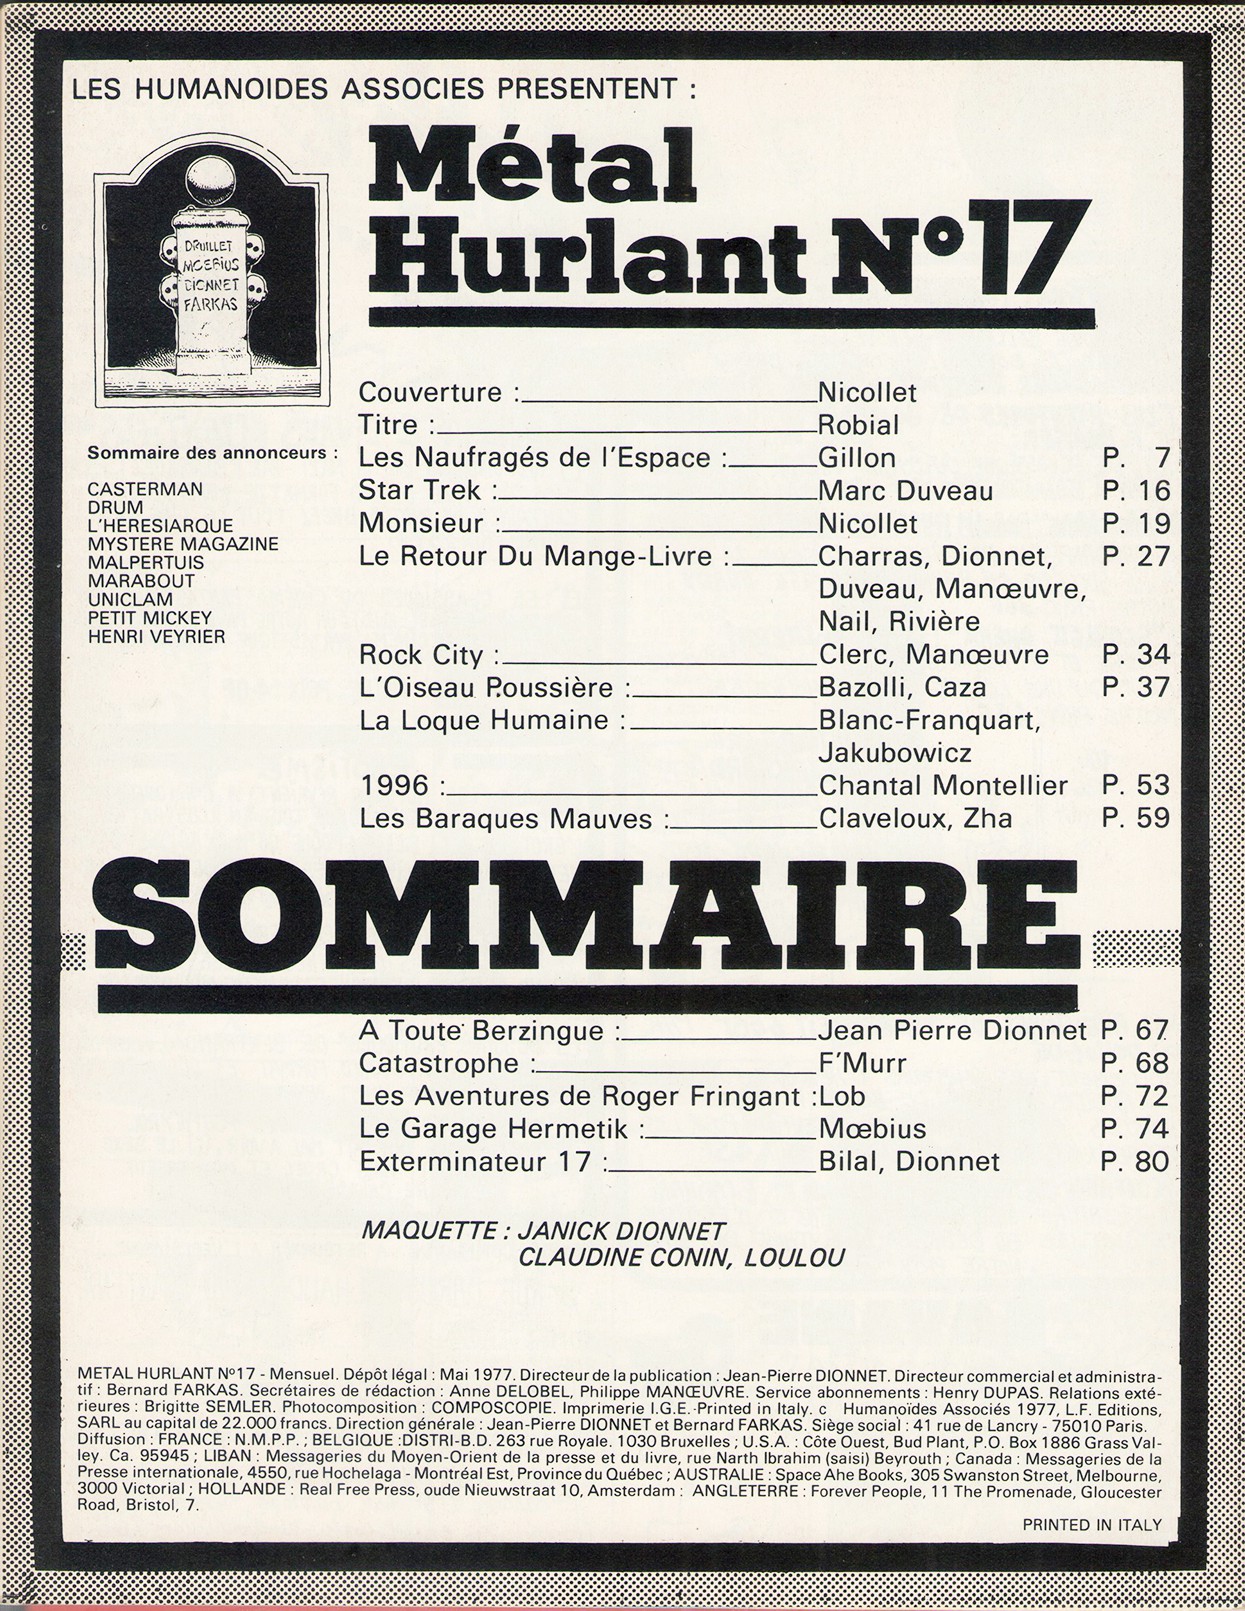 LES HUMANOIDES ASSOCIES PRESENTENT :
Métal
Hurlant Nº17
DRUILLET
MOEBIUS
DIONNET
FARKAS
Sommaire des annonceurs :
CASTERMAN
DRUM
L'HERESIARQUE
MYSTERE MAGAZINE
MALPERTUIS
MARABOUT
UNICLAM
PETIT MICKEY
HENRI VEYRIER
Couverture : Nicollet
Titre : Robial
Les Naufragés de l'Espace : Gillon P. 7
Star Trek : Marc Duveau P. 16
Monsieur : Nicollet P. 19
Le Retour Du Mange-Livre : Charras, Dionnet, P. 27
Duveau, Manœuvre,
Nail, Rivière
Rock City : Clerc, Manœuvre P. 34
L'Oiseau Poussière : Bazolli, Caza P. 37
La Loque Humaine : Blanc-Franquart,
Jakubowicz
1996 : Chantal Montellier P. 53
Les Baraques Mauves : Claveloux, Zha P. 59
SOMMAIRE
A Toute Berzingue : Jean Pierre Dionnet P. 67
Catastrophe : F'Murr P. 68
Les Aventures de Roger Fringant : Lob P. 72
Le Garage Hermetik : Mœbius P. 74
Exterminateur 17 : Bilal, Dionnet P. 80
MAQUETTE : JANICK DIONNET
CLAUDINE CONIN, LOULOU
METAL HURLANT Nº17 - Mensuel. Dépôt légal : Mai 1977. Directeur de la publication : Jean-Pierre DIONNET. Directeur commercial et administra-
tif : Bernard FARKAS. Secrétaires de rédaction : Anne DELOBEL, Philippe MANŒUVRE. Service abonnements : Henry DUPAS. Relations exté-
rieures : Brigitte SEMLER. Photocomposition : COMPOSCOPIE. Imprimerie I.G.E. Printed in Italy. c Humanoïdes Associés 1977, L.F. Editions,
SARL au capital de 22.000 francs. Direction générale : Jean-Pierre DIONNET et Bernard FARKAS. Siège social : 41 rue de Lancry - 75010 Paris.
Diffusion : FRANCE : N.M.P.P. ; BELGIQUE :DISTRI-B.D. 263 rue Royale. 1030 Bruxelles ; U.S.A. : Côte Ouest, Bud Plant, P.O. Box 1886 Grass Val-
ley. Ca. 95945 ; LIBAN : Messageries du Moyen-Orient de la presse et du livre, rue Narth Ibrahim (saisi) Beyrouth ; Canada : Messageries de la
Presse internationale, 4550, rue Hochelaga - Montréal Est, Province du Québec ; AUSTRALIE : Space Ahe Books, 305 Swanston Street, Melbourne,
3000 Victorial ; HOLLANDE : Real Free Press, oude Nieuwstraat 10, Amsterdam : ANGLETERRE : Forever People, 11 The Promenade, Gloucester
Road, Bristol, 7.
PRINTED IN ITALY